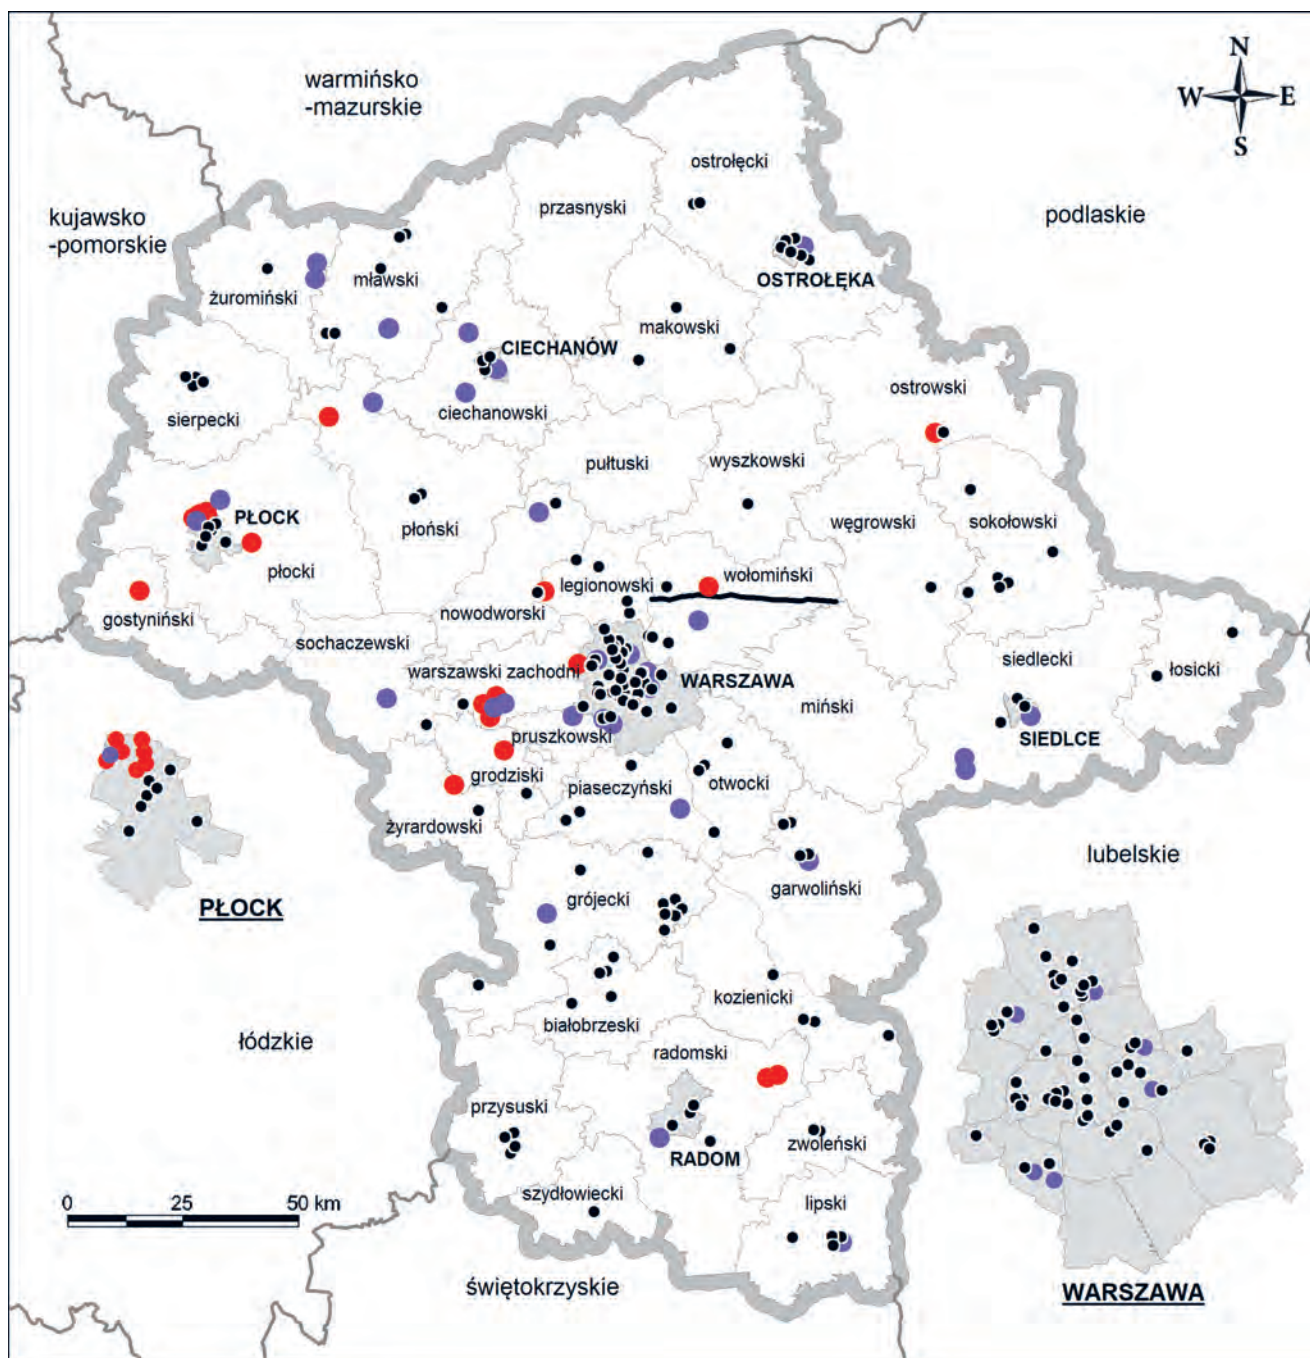 N
W
E
S
warmińsko
-mazurskie
kujawsko
-pomorskie
podlaskie
ostrołęcki
przasnyski
OSTROŁĘKA
mławski
żuromiński
makowski
CIECHANÓW
ciechanowski
ostrowski
sierpecki
pułtuski
wyszkowski
PŁOCK
płoński
węgrowski
sokołowski
płocki
legionowski
wołomiński
nowodworski
gostyniński
sochaczewski
warszawski zachodni
WARSZAWA
siedlecki
łosicki
miński
SIEDLCE
pruszkowski
grodziski
piaseczyński
otwocki
żyrardowski
PŁOCK
lubelskie
garwoliński
grójecki
kozienicki
białobrzeski
łódzkie
radomski
przysuski
zwoleński
RADOM
szydłowiecki
lipski
0
25
50 km
świętokrzyskie
WARSZAWA